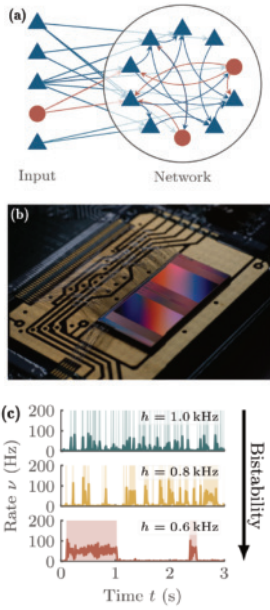 (a)
Input
Network
(b)
(c)
Rate ν (Hz)
200
100
0
h = 1.0 kHz
200
100
0
h = 0.8 kHz
200
100
0
h = 0.6 kHz
0
1
2
3
Time t (s)
Bistability